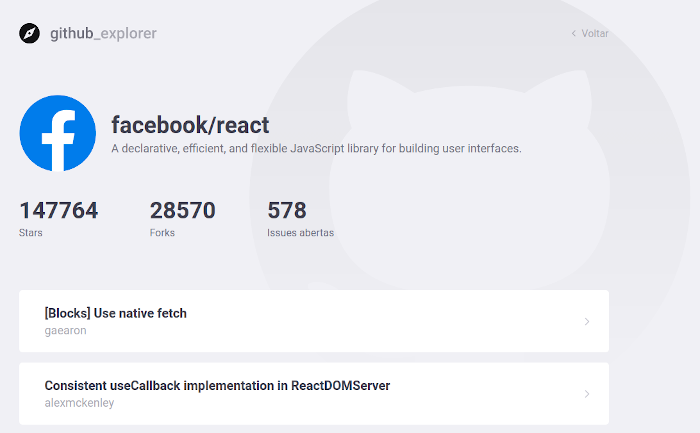 github_explorer
Voltar
facebook/react
A declarative, efficient, and flexible JavaScript library for building user interfaces.
147764 28570 578
Stars Forks Issues abertas
[Blocks] Use native fetch
gaearon
Consistent useCallback implementation in ReactDOMServer
alexmckenley